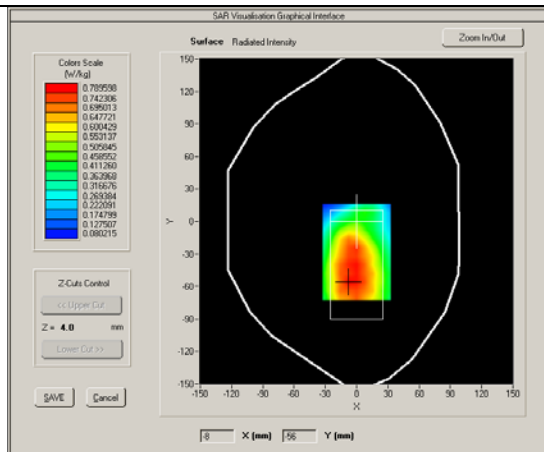 SAR Visualisation Graphical Interface
Surface Radiated Intensity
Zoom In/Out
Colors Scale
(W/kg)
0.789598
0.742306
0.695013
0.647721
0.600429
0.553137
0.505845
0.458552
0.411260
0.363968
0.316676
0.269384
0.222091
0.174799
0.127507
0.080215
Z-Cuts Control
<< Upper Cut
Z = 4.0 mm
Lower Cut >>
SAVE Cancel
150
120
90
60
30
Y 0
-30
-60
-90
-120
-150
-150 -120 -90 -60 -30 0 30 60 90 120 150
X
-8 X (mm) -56 Y (mm)